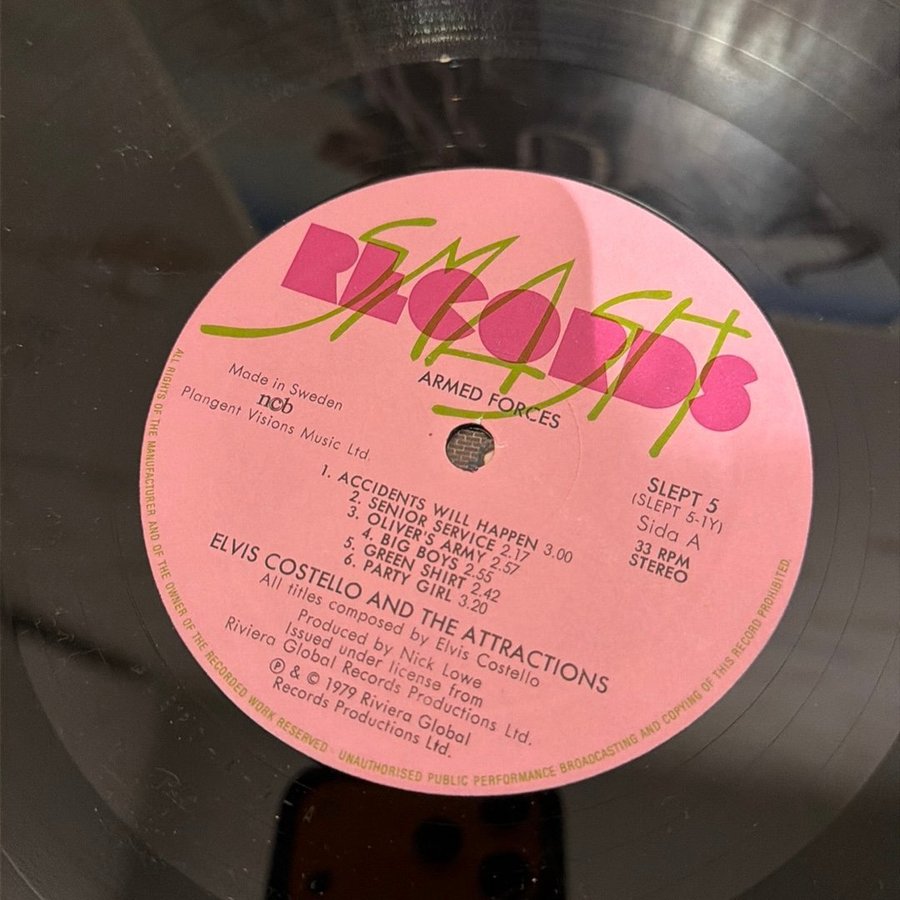 SMASH
RECORDS
ARMED FORCES
Made in Sweden
ncb
Plangent Visions Music Ltd.
SLEPT 5
(SLEPT 5-1Y)
Sida A
33 RPM
STEREO
1. ACCIDENTS WILL HAPPEN 3.00
2. SENIOR SERVICE 2.17
3. OLIVER'S ARMY 2.57
4. BIG BOYS 2.55
5. GREEN SHIRT 2.42
6. PARTY GIRL 3.20
ELVIS COSTELLO AND THE ATTRACTIONS
All titles composed by Elvis Costello
Produced by Nick Lowe
Issued under license from
Riviera Global Records Productions Ltd.
Ⓟ & © 1979 Riviera Global
Records Productions Ltd.
ALL RIGHTS OF THE MANUFACTURER AND OF THE OWNER OF THE RECORDED WORK RESERVED · UNAUTHORISED PUBLIC PERFORMANCE BROADCASTING AND COPYING OF THIS RECORD PROHIBITED